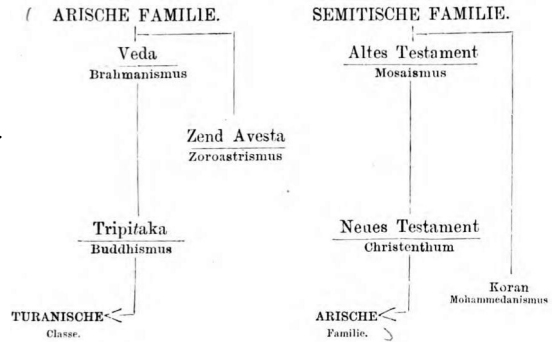 ARISCHE FAMILIE.
Veda
Brahmanismus
Zend Avesta
Zoroastrismus
Tripitaka
Buddhismus
TURANISCHE
Classe.
SEMITISCHE FAMILIE.
Altes Testament
Mosaismus
Neues Testament
Christenthum
Koran
Mohammedanismus
ARISCHE
Familie.